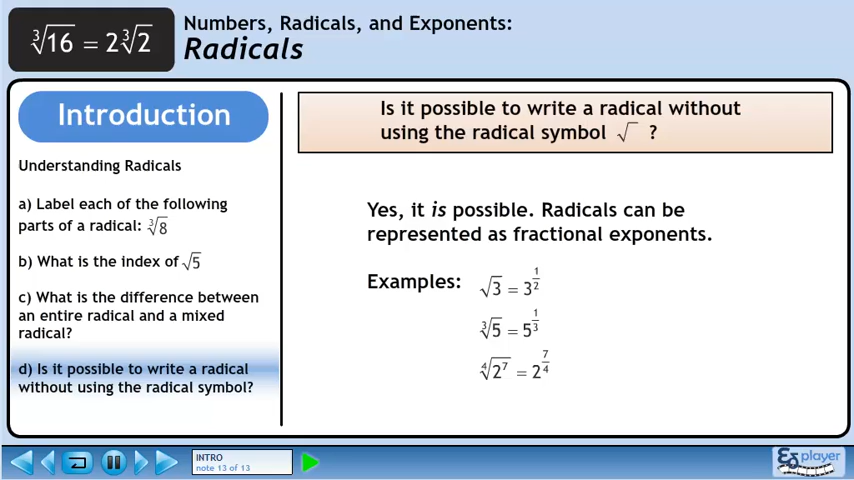 ∛16 = 2∛2
Numbers, Radicals, and Exponents:
Radicals
Introduction
Understanding Radicals
a) Label each of the following
parts of a radical: ∛8
b) What is the index of √5
c) What is the difference between
an entire radical and a mixed
radical?
d) Is it possible to write a radical
without using the radical symbol?
Is it possible to write a radical without
using the radical symbol √ ?
Yes, it is possible. Radicals can be
represented as fractional exponents.
Examples: √3 = 3^(1/2)
∛5 = 5^(1/3)
∜2⁷ = 2^(7/4)
INTRO
note 13 of 13
player